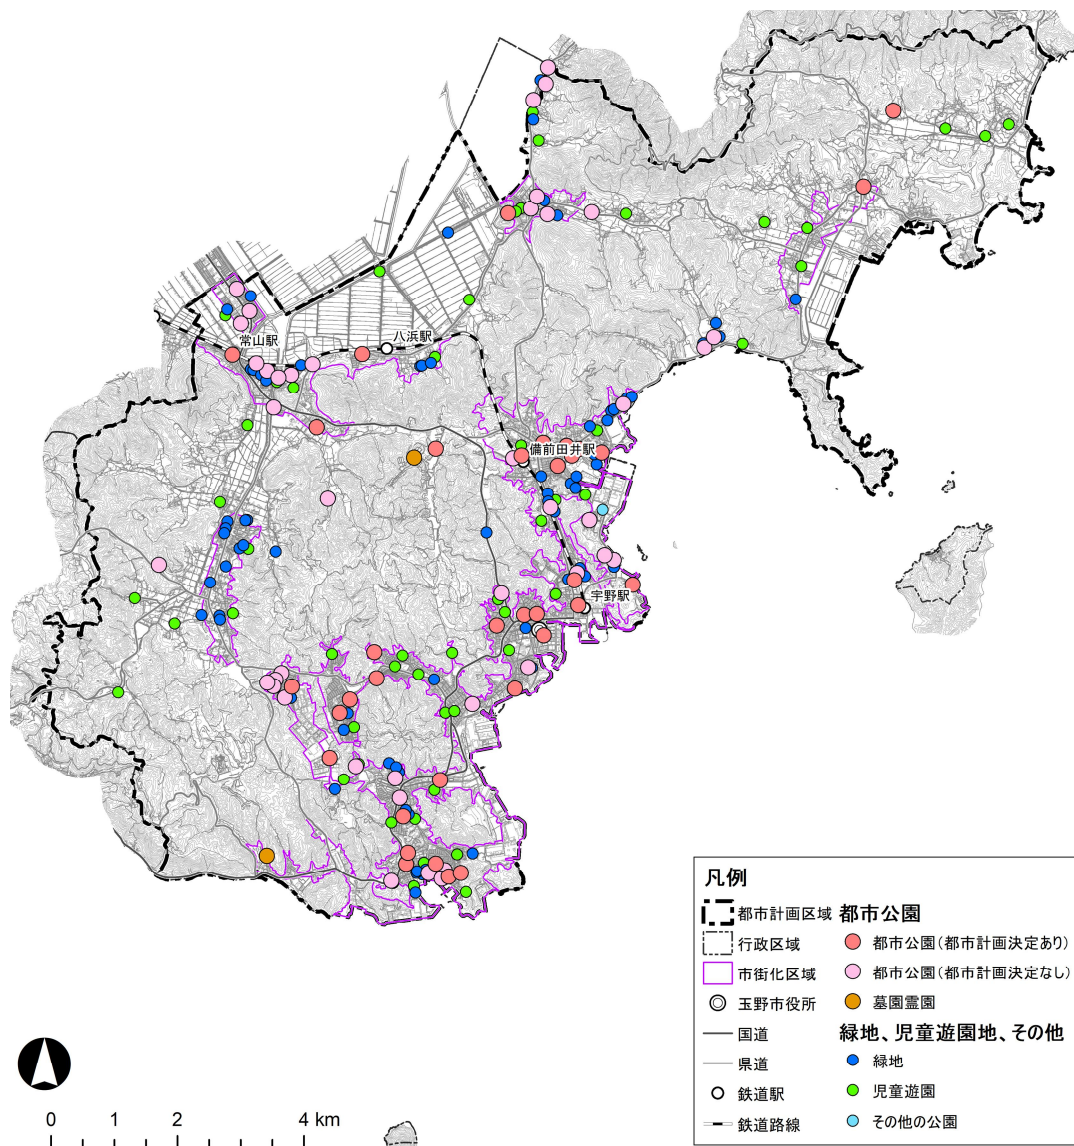 常山駅
八浜駅
備前田井駅
宇野駅
凡例
都市計画区域
行政区域
市街化区域
玉野市役所
国道
県道
鉄道駅
鉄道路線
都市公園
都市公園(都市計画決定あり)
都市公園(都市計画決定なし)
墓園霊園
緑地、児童遊園地、その他
緑地
児童遊園
その他の公園
0 1 2 4 km